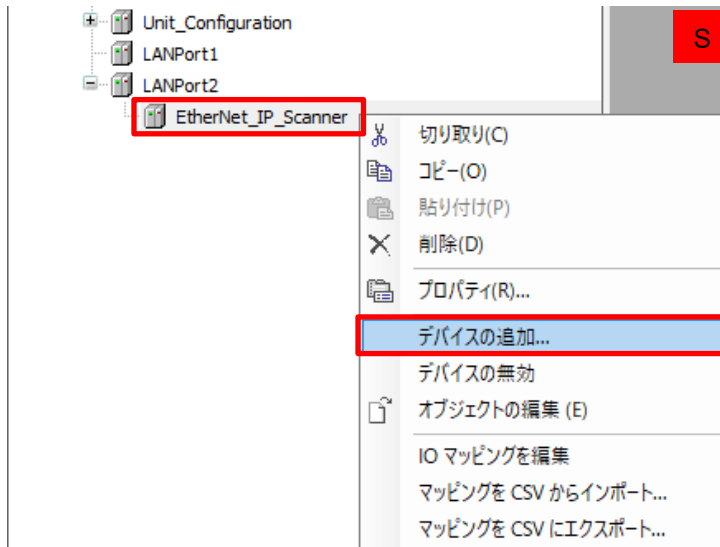 Unit_Configuration
S
LANPort1
LANPort2
EtherNet_IP_Scanner
切り取り(C)
コピー(O)
貼り付け(P)
削除(D)
プロパティ(R)...
デバイスの追加...
デバイスの無効
オブジェクトの編集 (E)
IO マッピングを編集
マッピングを CSV からインポート...
マッピングを CSV にエクスポート...